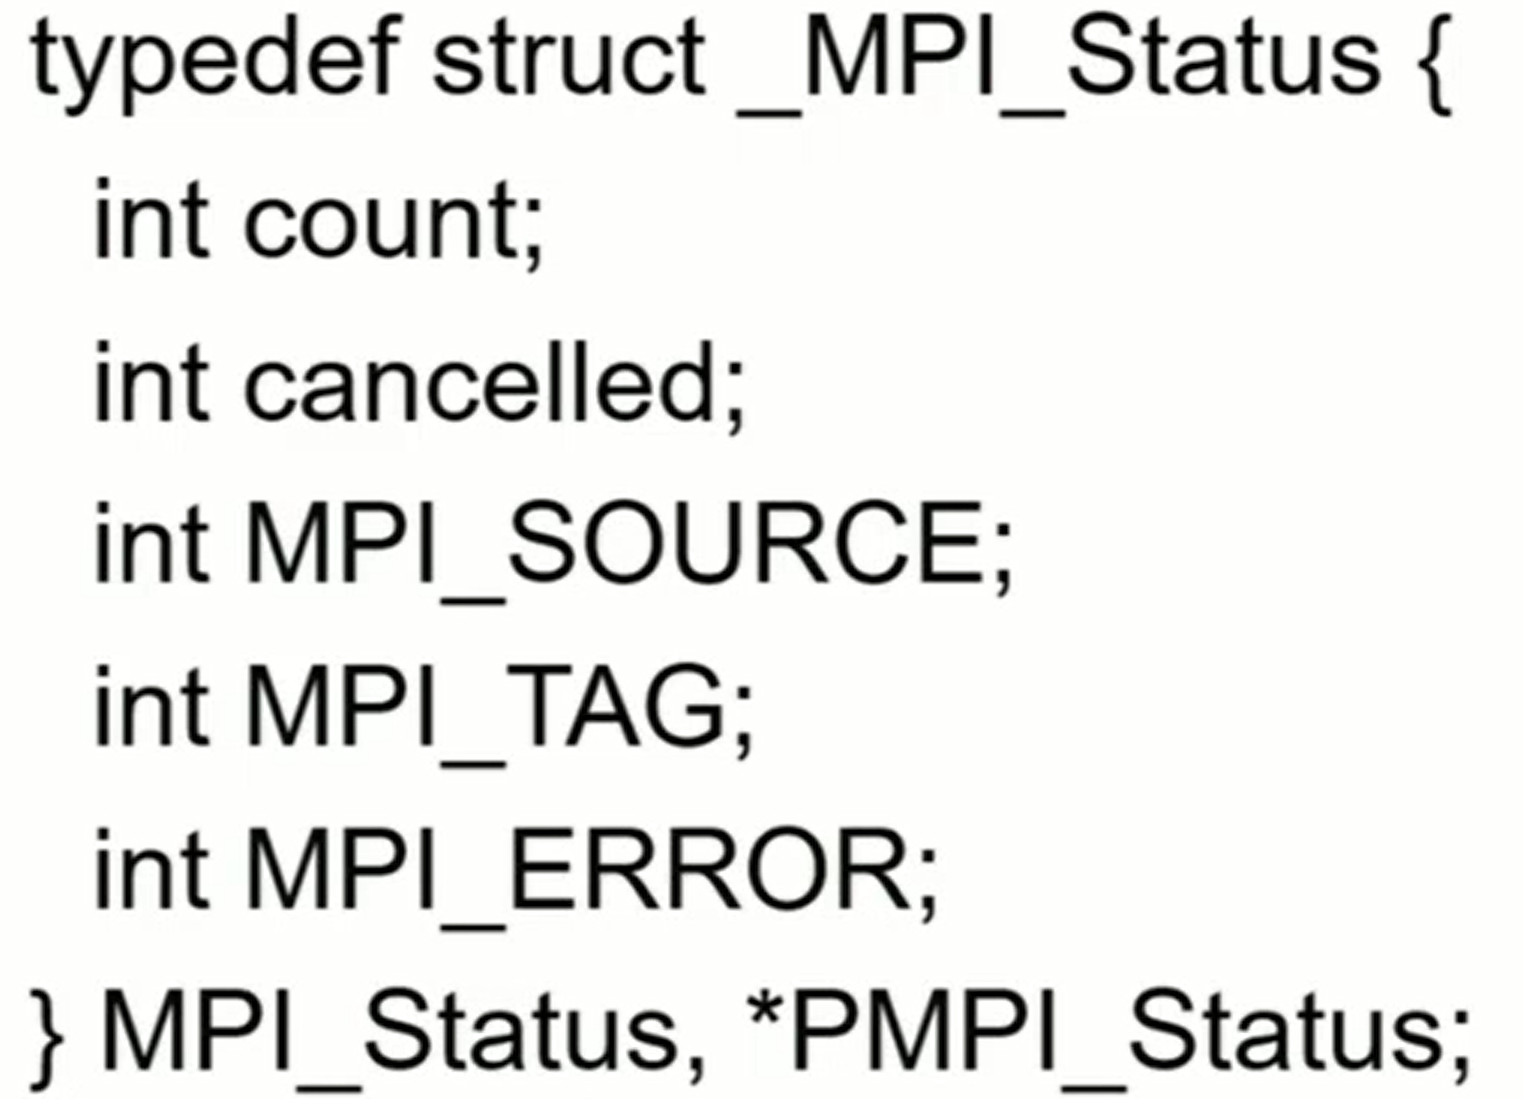 typedef struct _MPI_Status {
int count;
int cancelled;
int MPI_SOURCE;
int MPI_TAG;
int MPI_ERROR;
} MPI_Status, *PMPI_Status;